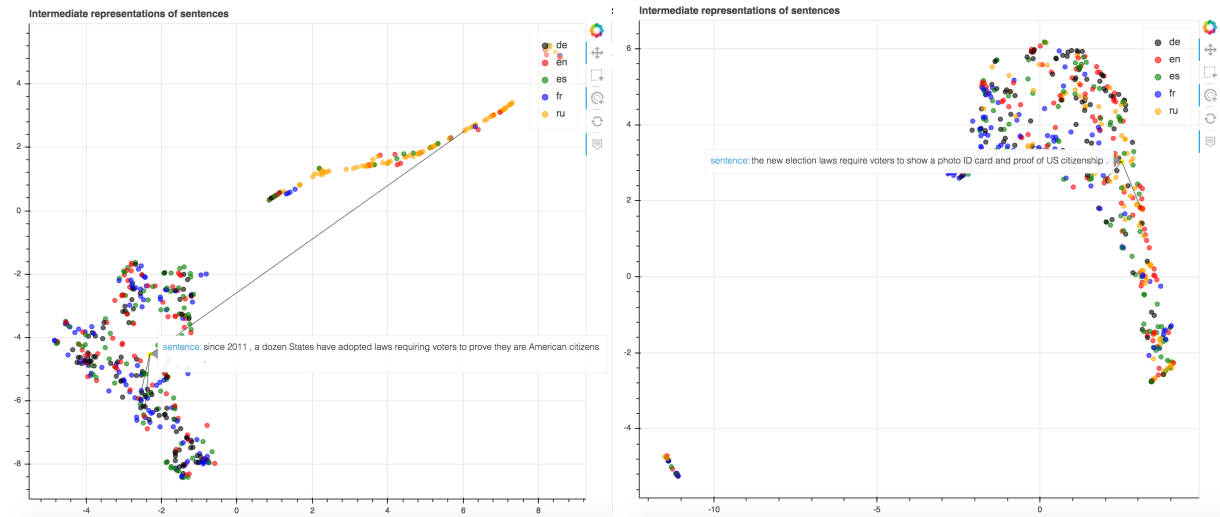 Intermediate representations of sentences
de
en
es
fr
ru
4
2
0
-2
-4
-6
-8
-4
-2
0
2
4
6
8
sentence: since 2011 , a dozen States have adopted laws requiring voters to prove they are American citizens
.
Intermediate representations of sentences
de
en
es
fr
ru
6
4
2
0
-2
-4
-10
-5
0
sentence: the new election laws require voters to show a photo ID card and proof of US citizenship .